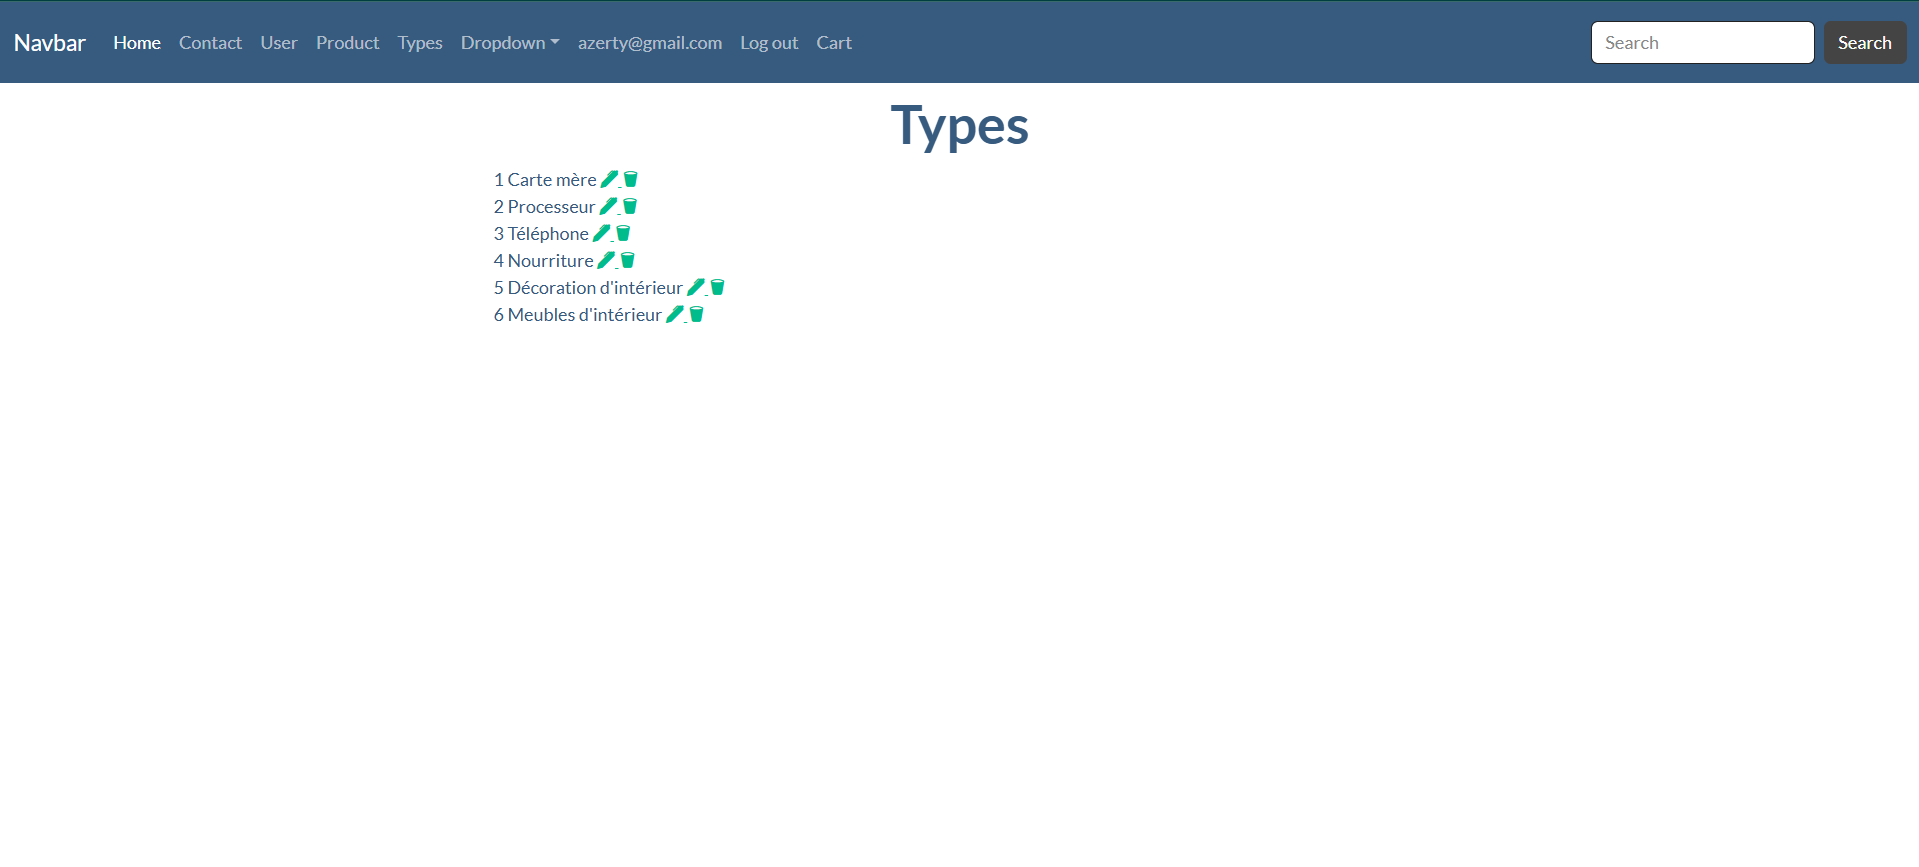 Navbar Home Contact User Product Types Dropdown azerty@gmail.com Log out Cart Search Search
Types
1 Carte mère
2 Processeur
3 Téléphone
4 Nourriture
5 Décoration d'intérieur
6 Meubles d'intérieur